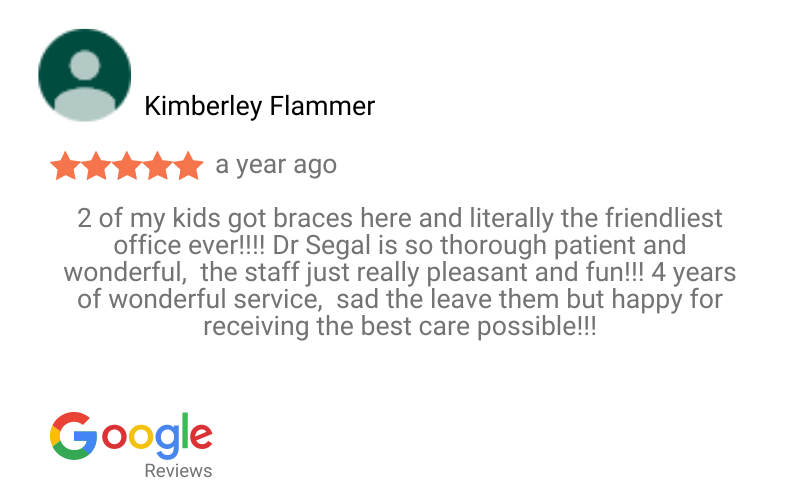 Kimberley Flammer
a year ago
2 of my kids got braces here and literally the friendliest
office ever!!!! Dr Segal is so thorough patient and
wonderful,  the staff just really pleasant and fun!!! 4 years
of wonderful service,  sad the leave them but happy for
receiving the best care possible!!!
Google
Reviews